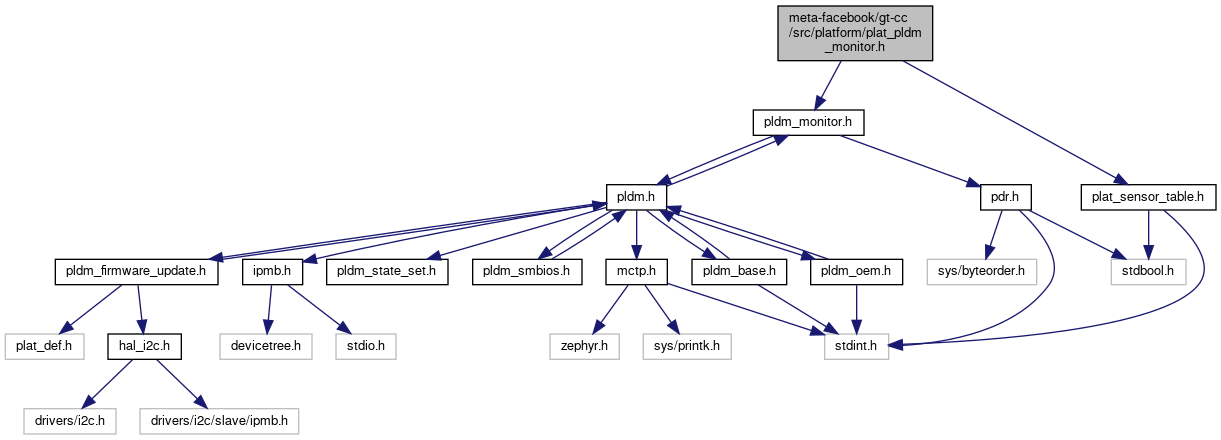 meta-facebook/gt-cc
/src/platform/plat_pldm
_monitor.h
pldm_monitor.h
pldm.h
pdr.h
plat_sensor_table.h
pldm_firmware_update.h
ipmb.h
pldm_state_set.h
pldm_smbios.h
mctp.h
pldm_base.h
pldm_oem.h
sys/byteorder.h
stdbool.h
plat_def.h
hal_i2c.h
devicetree.h
stdio.h
zephyr.h
sys/printk.h
stdint.h
drivers/i2c.h
drivers/i2c/slave/ipmb.h